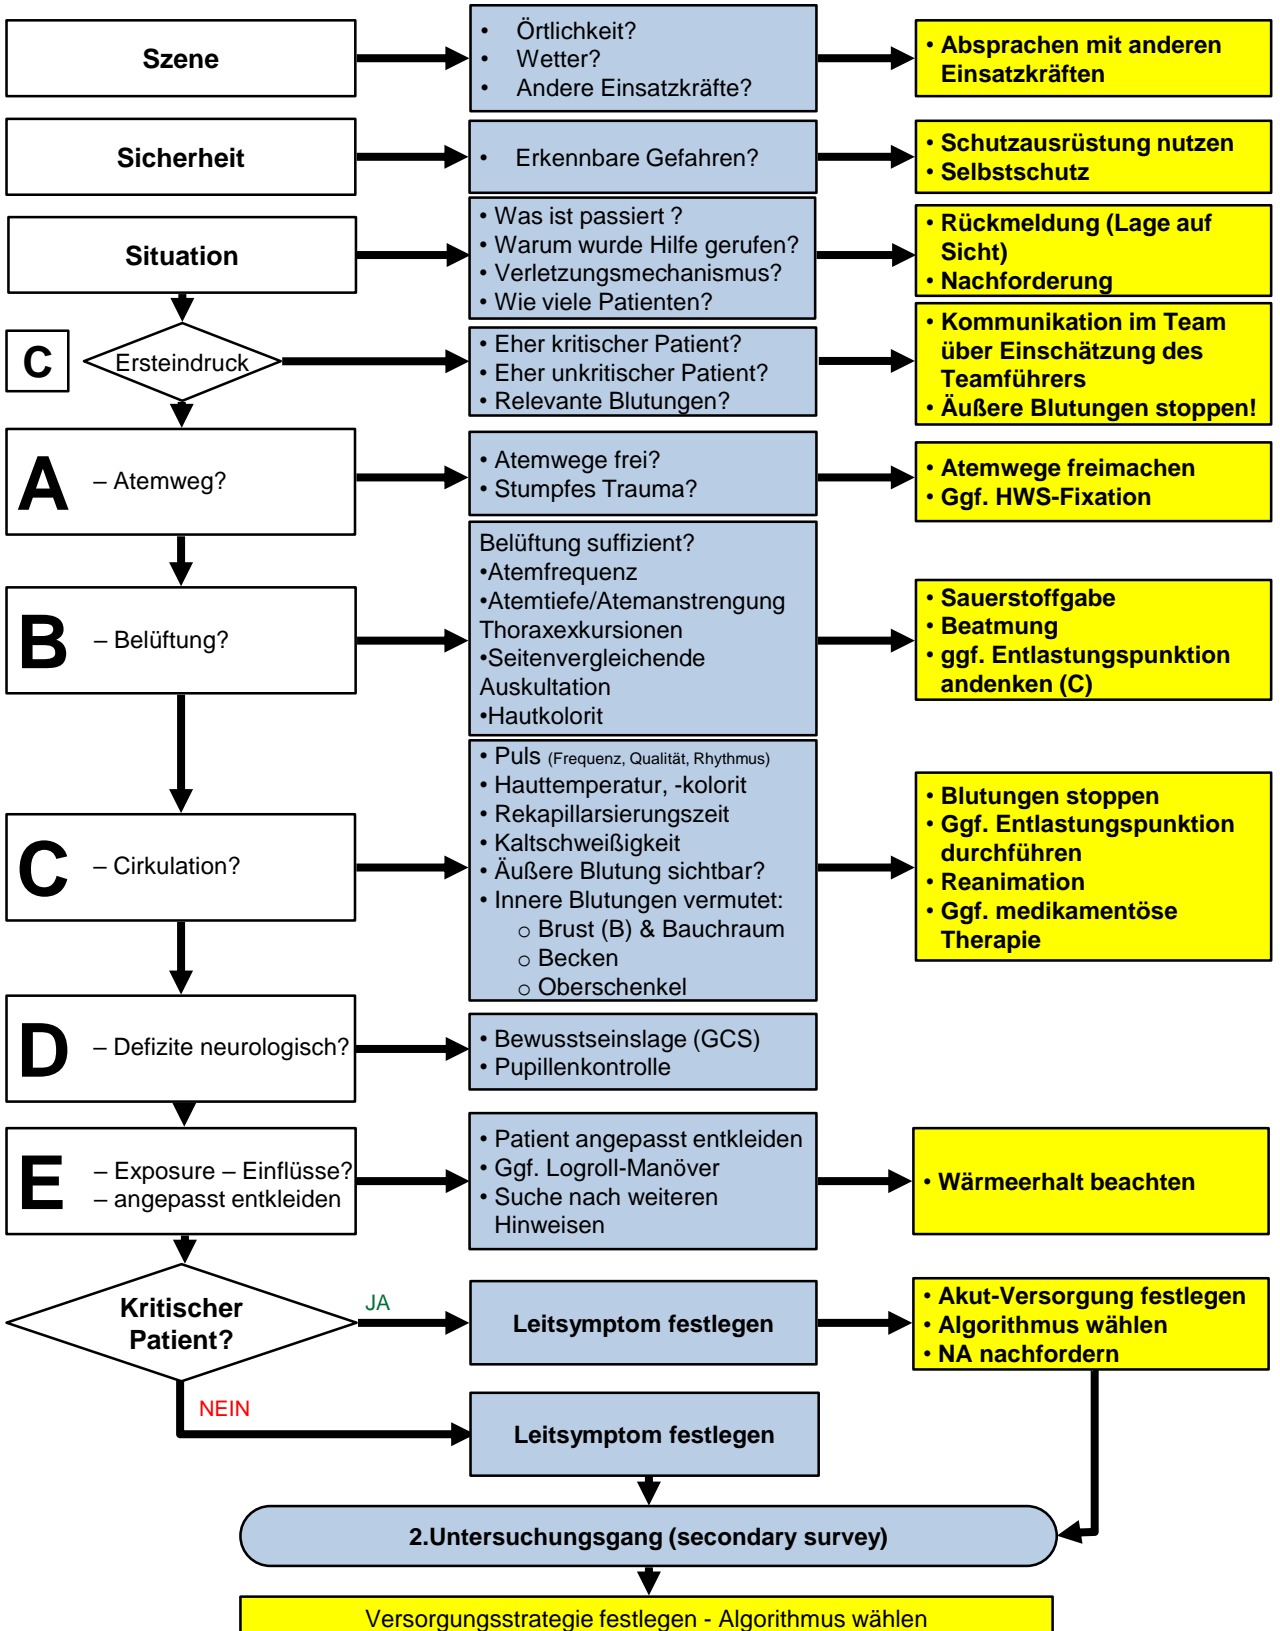 Szene
• Örtlichkeit?
• Wetter?
• Andere Einsatzkräfte?
• Absprachen mit anderen
Einsatzkräften
Sicherheit
• Erkennbare Gefahren?
• Schutzausrüstung nutzen
• Selbstschutz
Situation
• Was ist passiert ?
• Warum wurde Hilfe gerufen?
• Verletzungsmechanismus?
• Wie viele Patienten?
• Rückmeldung (Lage auf
Sicht)
• Nachforderung
C
Ersteindruck
• Eher kritischer Patient?
• Eher unkritischer Patient?
• Relevante Blutungen?
• Kommunikation im Team
über Einschätzung des
Teamführers
• Äußere Blutungen stoppen!
A – Atemweg?
• Atemwege frei?
• Stumpfes Trauma?
• Atemwege freimachen
• Ggf. HWS-Fixation
B – Belüftung?
Belüftung suffizient?
•Atemfrequenz
•Atemtiefe/Atemanstrengung
Thoraxexkursionen
•Seitenvergleichende
Auskultation
•Hautkolorit
• Sauerstoffgabe
• Beatmung
• ggf. Entlastungspunktion
andenken (C)
C – Cirkulation?
• Puls (Frequenz, Qualität, Rhythmus)
• Hauttemperatur, -kolorit
• Rekapillarsierungszeit
• Kaltschweißigkeit
• Äußere Blutung sichtbar?
• Innere Blutungen vermutet:
o Brust (B) & Bauchraum
o Becken
o Oberschenkel
• Blutungen stoppen
• Ggf. Entlastungspunktion
durchführen
• Reanimation
• Ggf. medikamentöse
Therapie
D – Defizite neurologisch?
• Bewusstseinslage (GCS)
• Pupillenkontrolle
E – Exposure – Einflüsse?
– angepasst entkleiden
• Patient angepasst entkleiden
• Ggf. Logroll-Manöver
• Suche nach weiteren
Hinweisen
• Wärmeerhalt beachten
Kritischer
Patient?
JA
Leitsymptom festlegen
• Akut-Versorgung festlegen
• Algorithmus wählen
• NA nachfordern
NEIN
Leitsymptom festlegen
2.Untersuchungsgang (secondary survey)
Versorgungsstrategie festlegen - Algorithmus wählen